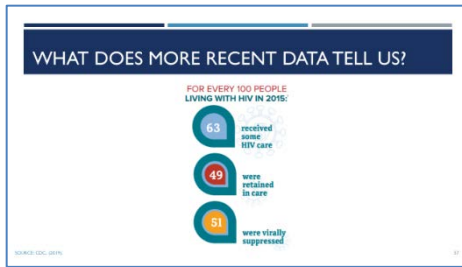 WHAT DOES MORE RECENT DATA TELL US?
FOR EVERY 100 PEOPLE
LIVING WITH HIV IN 2015:
63
received
some
HIV care
49
were
retained
in care
51
were virally
suppressed
SOURCE: CDC,